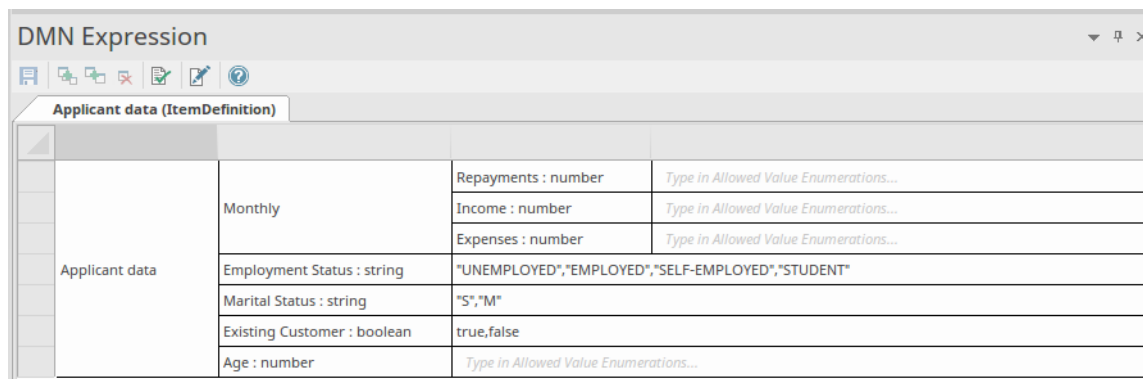 DMN Expression
Applicant data (ItemDefinition)
Repayments : number Type in Allowed Value Enumerations...
Monthly Income : number Type in Allowed Value Enumerations...
Expenses : number Type in Allowed Value Enumerations...
Applicant data Employment Status : string "UNEMPLOYED","EMPLOYED","SELF-EMPLOYED","STUDENT"
Marital Status : string "S","M"
Existing Customer : boolean true,false
Age : number Type in Allowed Value Enumerations...